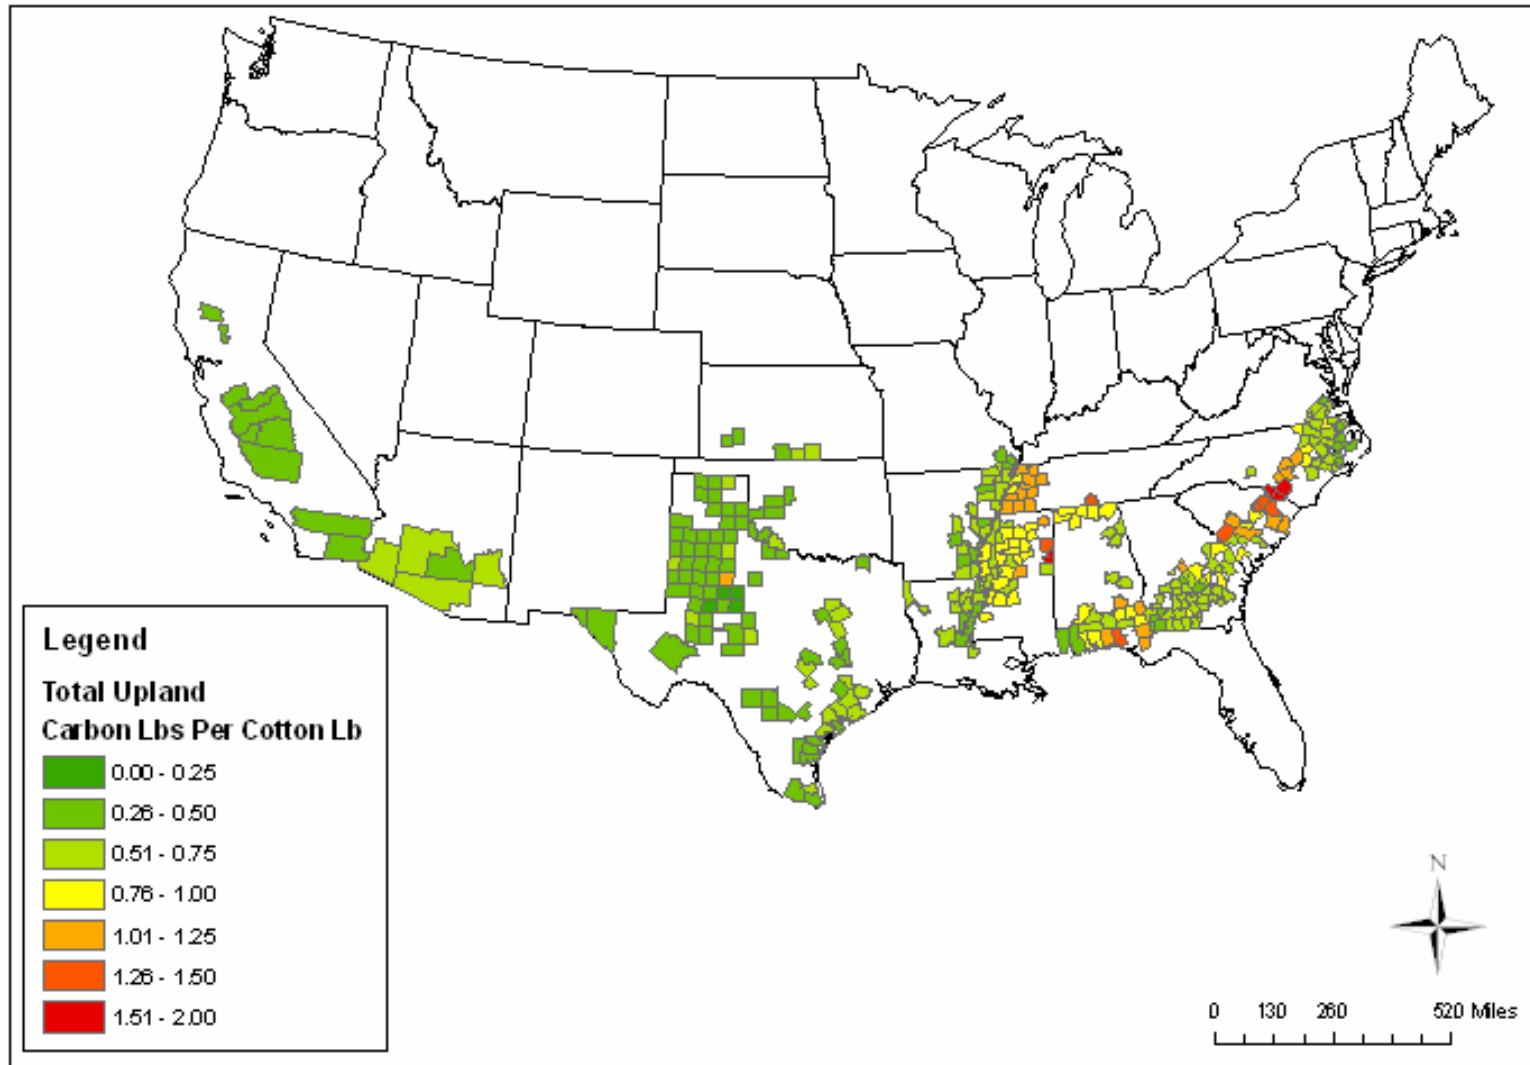 Legend
Total Upland
Carbon Lbs Per Cotton Lb
0.00 - 0.25
0.26 - 0.50
0.51 - 0.75
0.76 - 1.00
1.01 - 1.25
1.26 - 1.50
1.51 - 2.00
N
0 130 260 520 Miles